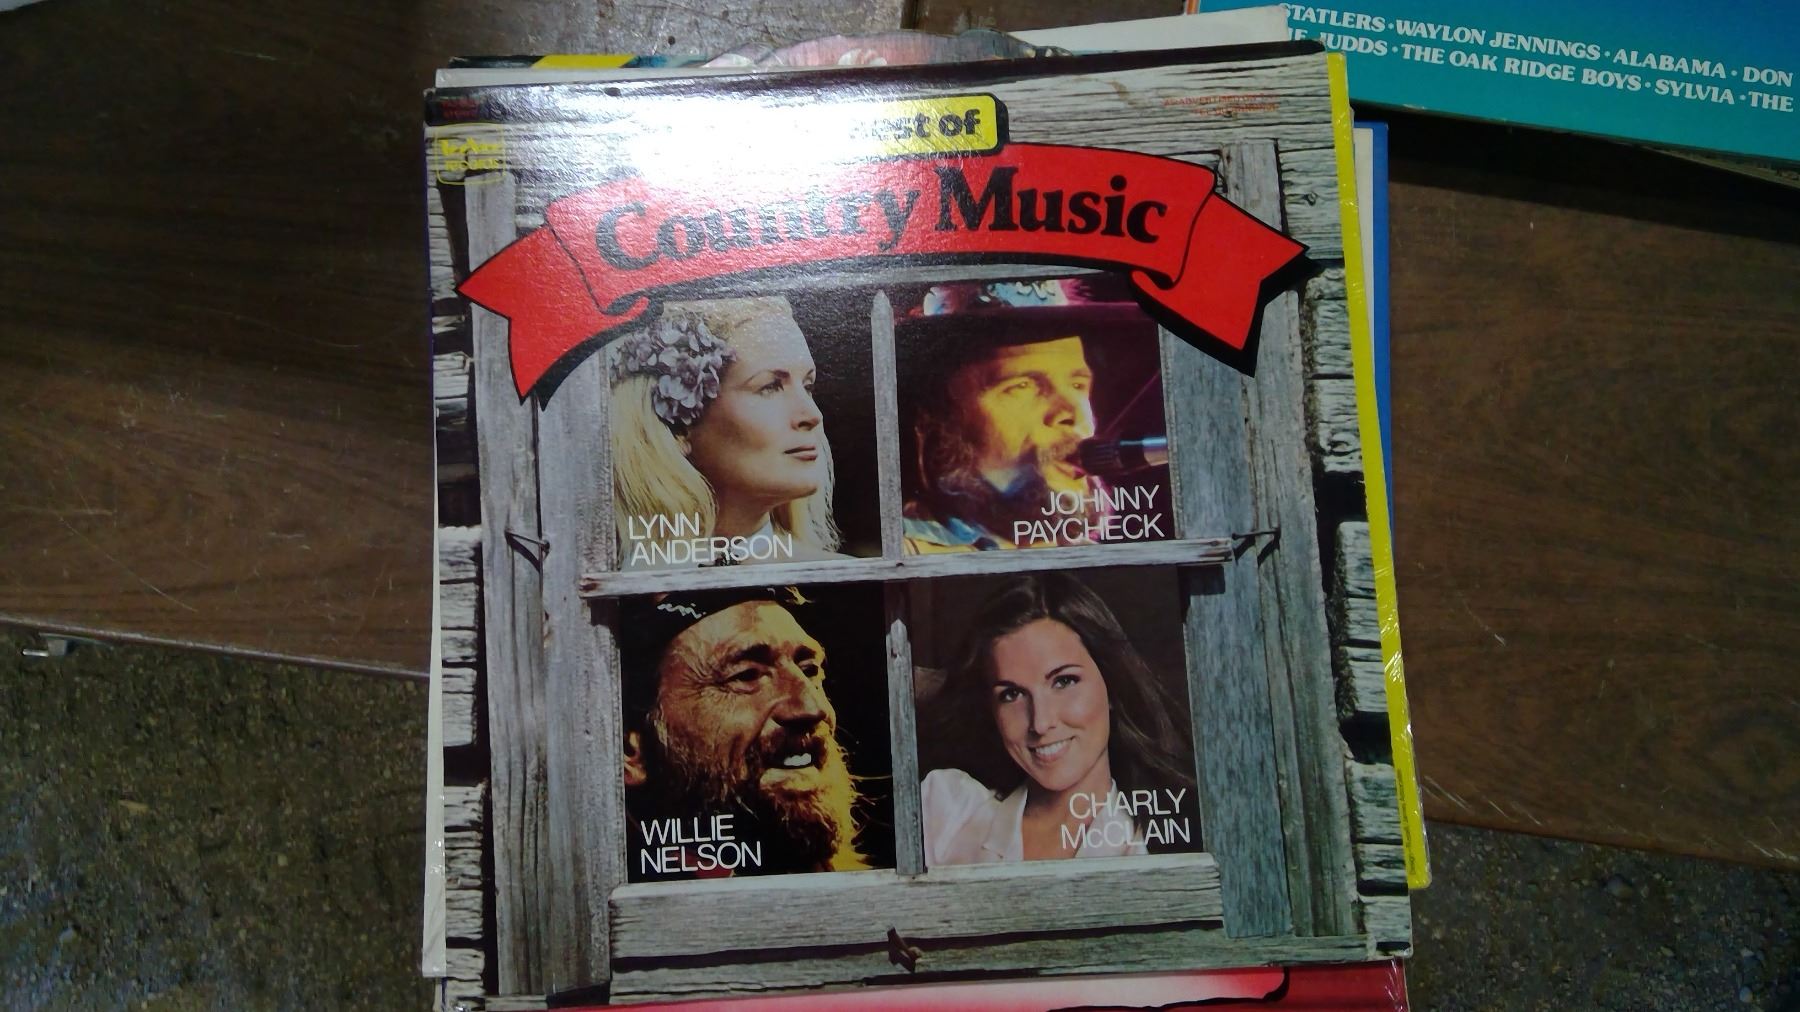 STATLERS • WAYLON JENNINGS • ALABAMA • DON
JUDDS • THE OAK RIDGE BOYS • SYLVIA • THE
est of
Country Music
LYNN
ANDERSON
JOHNNY
PAYCHECK
WILLIE
NELSON
CHARLY
McCLAIN